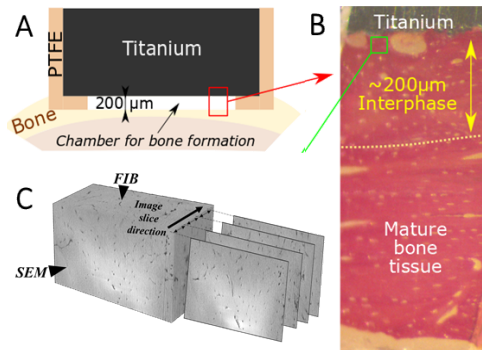 A
Titanium
PTFE
200 μm
Bone
Chamber for bone formation
B
Titanium
~200μm
Interphase
Mature
bone
tissue
C
FIB
Image
slice
direction
SEM